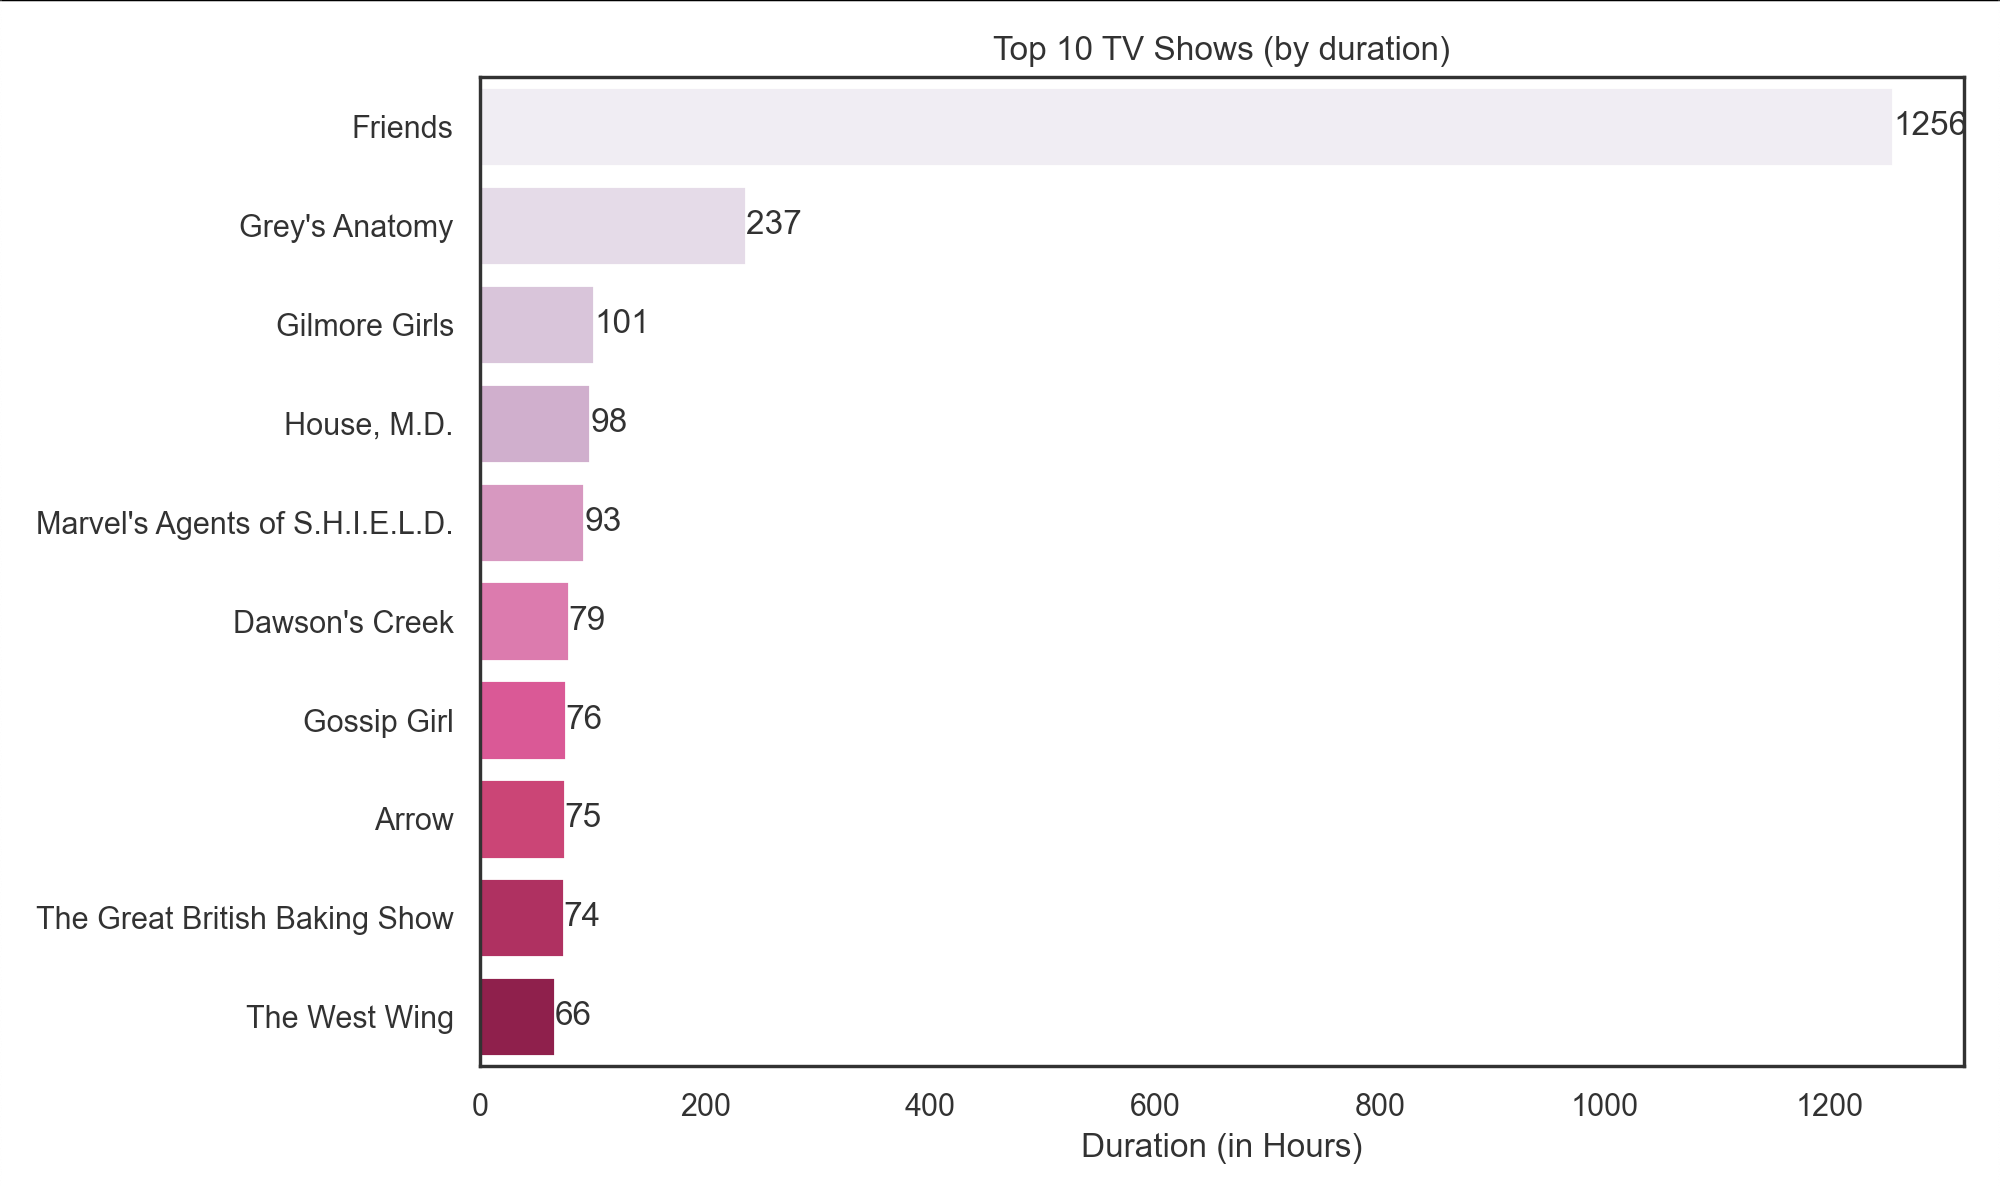 Top 10 TV Shows (by duration)
Friends 1256
Grey's Anatomy 237
Gilmore Girls 101
House, M.D. 98
Marvel's Agents of S.H.I.E.L.D. 93
Dawson's Creek 79
Gossip Girl 76
Arrow 75
The Great British Baking Show 74
The West Wing 66
0 200 400 600 800 1000 1200
Duration (in Hours)